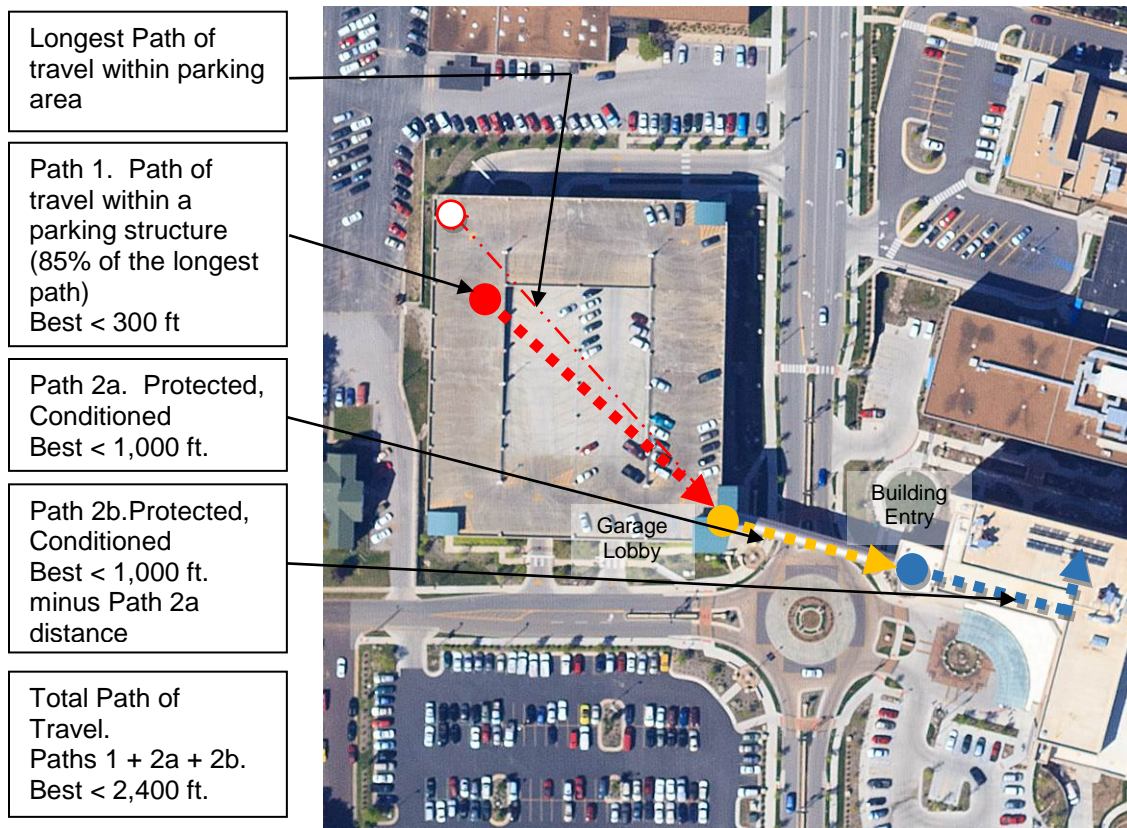 Longest Path of
travel within parking
area
Path 1.  Path of
travel within a
parking structure
(85% of the longest
path)
Best < 300 ft
Path 2a.  Protected,
Conditioned
Best < 1,000 ft.
Path 2b.Protected,
Conditioned
Best < 1,000 ft.
minus Path 2a
distance
Total Path of
Travel.
Paths 1 + 2a + 2b.
Best < 2,400 ft.
Garage
Lobby
Building
Entry